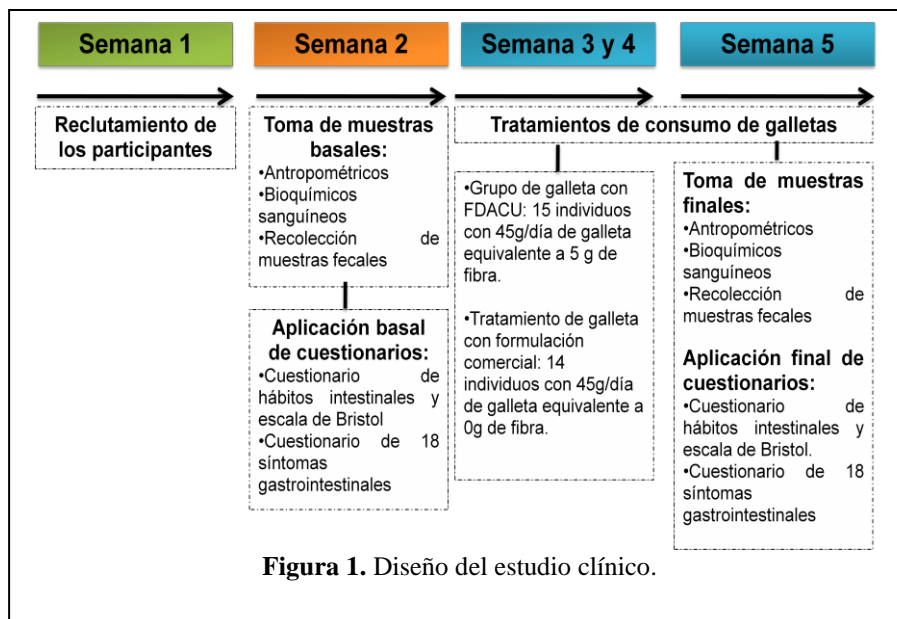 Semana 1
Semana 2
Semana 3 y 4
Semana 5
Reclutamiento de
los participantes
Toma de muestras
basales:
•Antropométricos
•Bioquímicos
sanguíneos
•Recolección de
muestras fecales
Aplicación basal
de cuestionarios:
•Cuestionario de
hábitos intestinales y
escala de Bristol
•Cuestionario de 18
síntomas
gastrointestinales
Tratamientos de consumo de galletas
•Grupo de galleta con
FDACU: 15 individuos
con 45g/día de galleta
equivalente a 5 g de
fibra.
•Tratamiento de galleta
con formulación
comercial: 14
individuos con 45g/día
de galleta equivalente a
0g de fibra.
Toma de muestras
finales:
•Antropométricos
•Bioquímicos
sanguíneos
•Recolección de
muestras fecales
Aplicación final de
cuestionarios:
•Cuestionario de
hábitos intestinales y
escala de Bristol.
•Cuestionario de 18
síntomas
gastrointestinales
Figura 1. Diseño del estudio clínico.